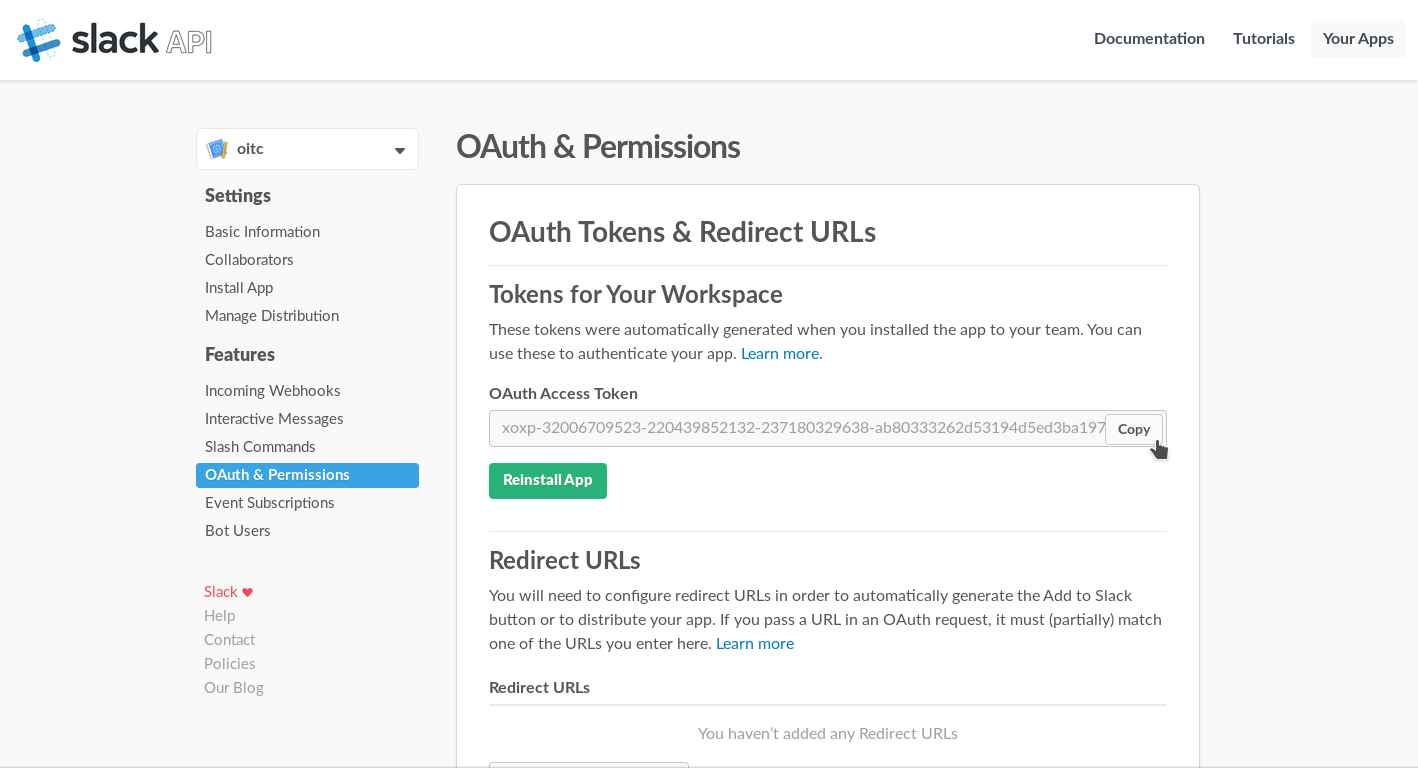 slack API
Documentation
Tutorials
Your Apps
oitc
Settings
Basic Information
Collaborators
Install App
Manage Distribution
Features
Incoming Webhooks
Interactive Messages
Slash Commands
OAuth & Permissions
Event Subscriptions
Bot Users
Slack ♥
Help
Contact
Policies
Our Blog
OAuth & Permissions
OAuth Tokens & Redirect URLs
Tokens for Your Workspace
These tokens were automatically generated when you installed the app to your team. You can
use these to authenticate your app. Learn more.
OAuth Access Token
xoxp-32006709523-220439852132-237180329638-ab80333262d53194d5ed3ba197
Copy
Reinstall App
Redirect URLs
You will need to configure redirect URLs in order to automatically generate the Add to Slack
button or to distribute your app. If you pass a URL in an OAuth request, it must (partially) match
one of the URLs you enter here. Learn more
Redirect URLs
You haven’t added any Redirect URLs